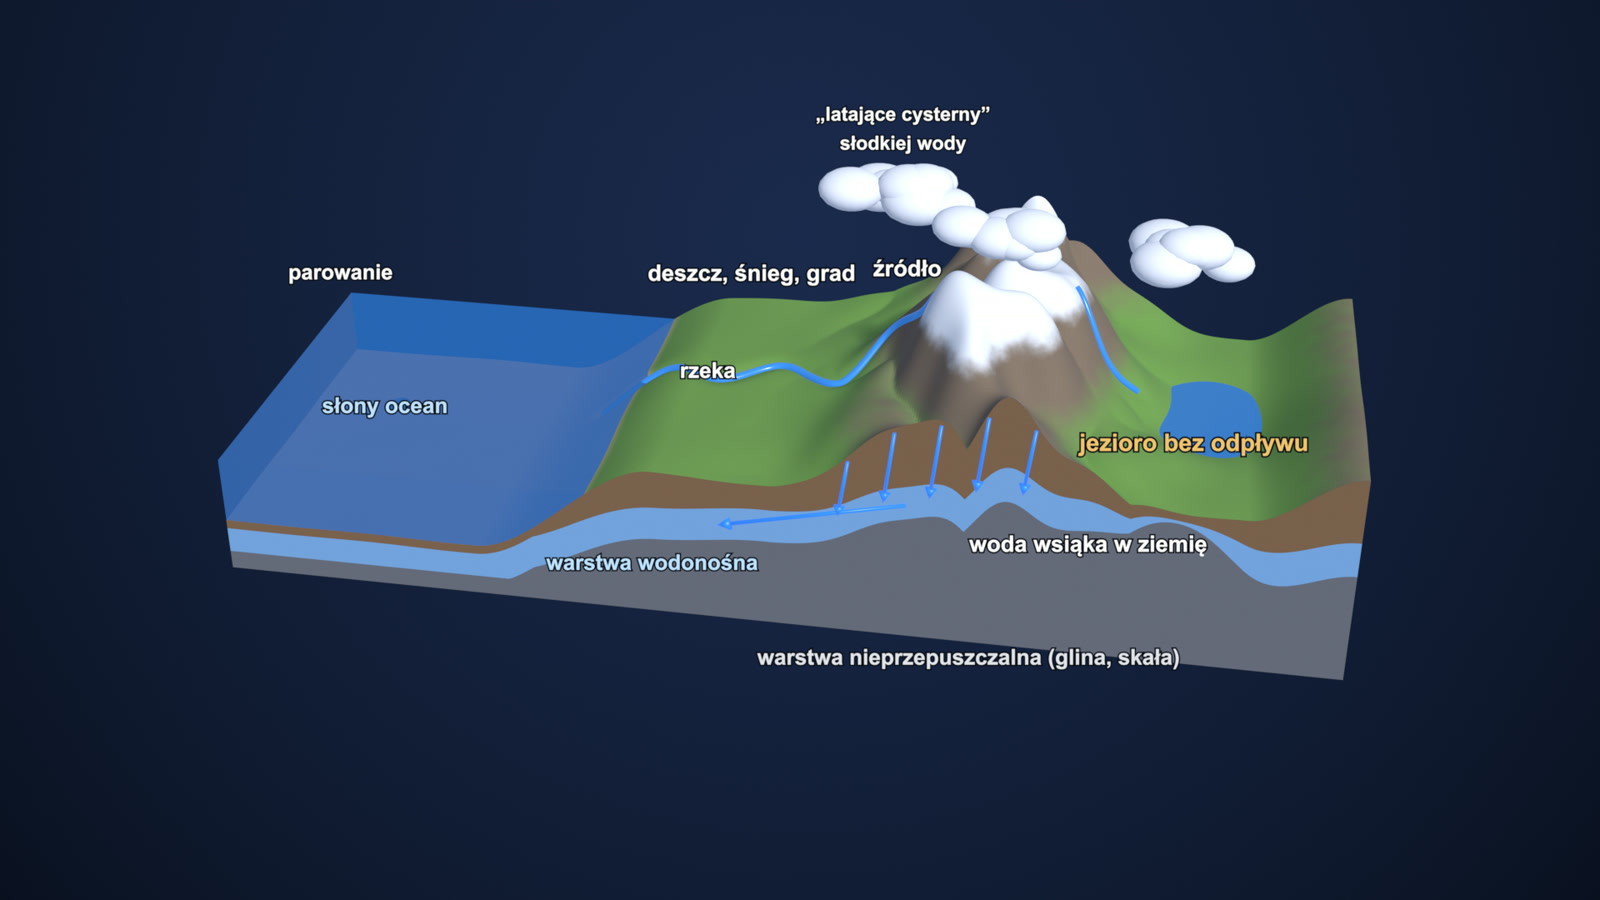 „latające cysterny”
słodkiej wody
parowanie
deszcz, śnieg, grad
źródło
rzeka
słony ocean
jezioro bez odpływu
woda wsiąka w ziemię
warstwa wodonośna
warstwa nieprzepuszczalna (glina, skała)